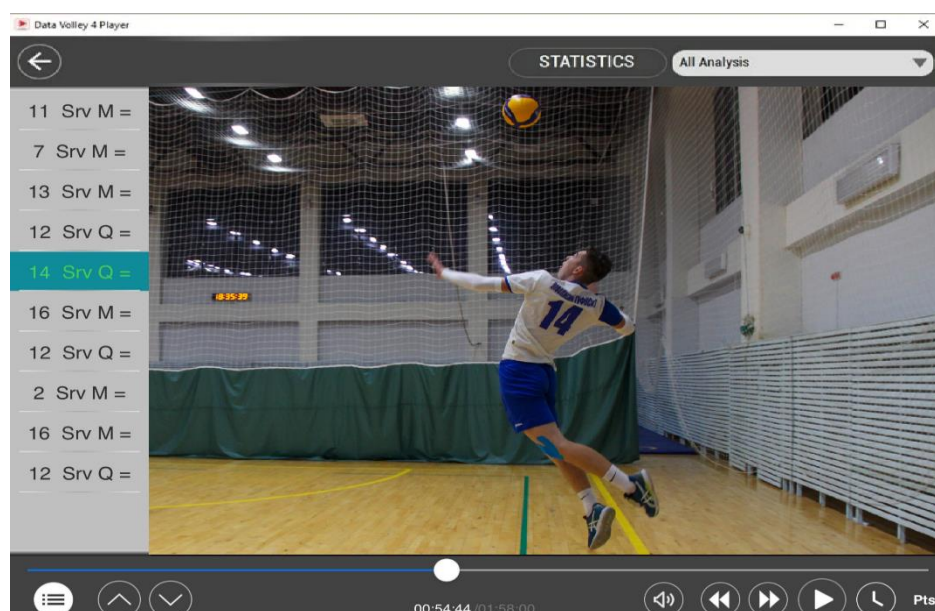 Data Volley 4 Player
STATISTICS
All Analysis
11 Srv M =
7 Srv M =
13 Srv M =
12 Srv Q =
14 Srv Q =
16 Srv M =
12 Srv Q =
2 Srv M =
16 Srv M =
12 Srv Q =
18:35:39
14
00:54:44/01:58:00
Pts